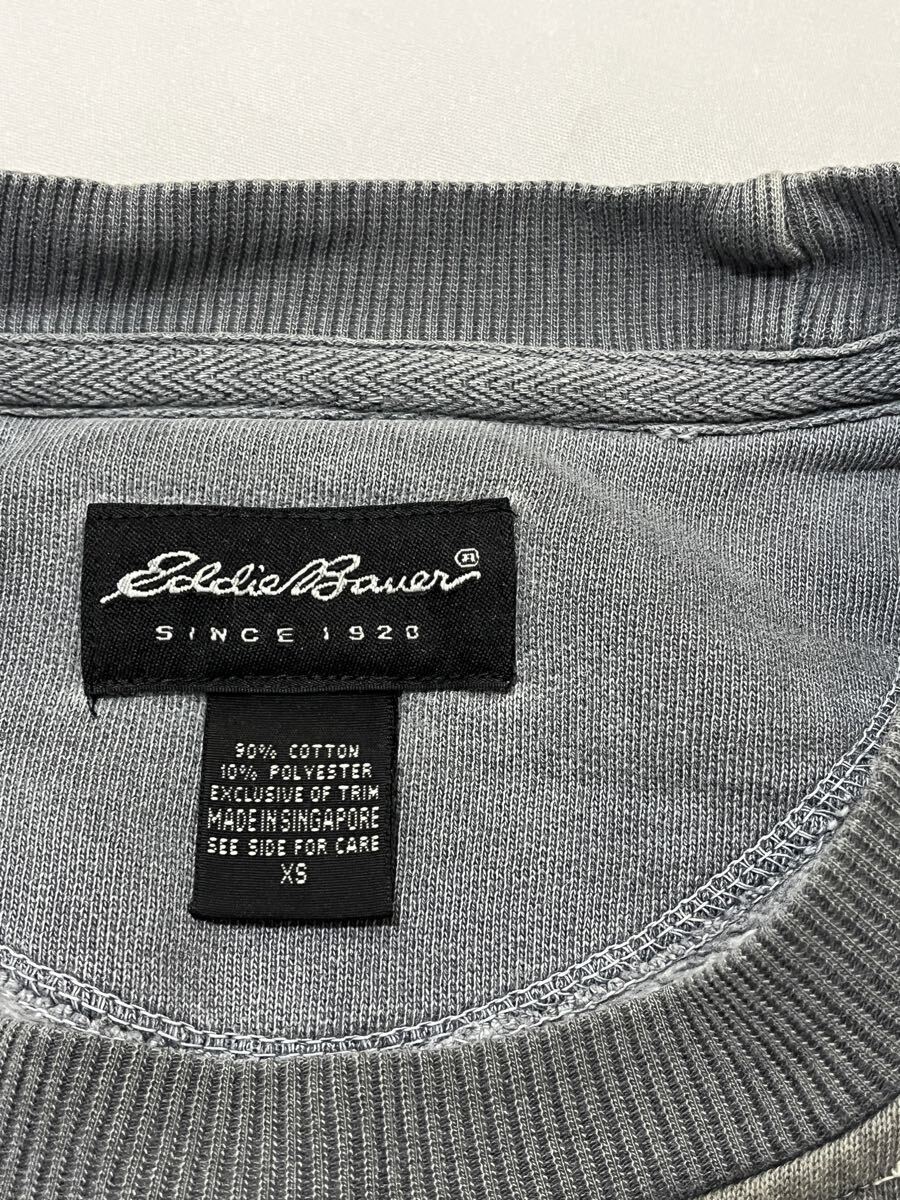 Eddie Bauer®
SINCE 1920
90% COTTON
10% POLYESTER
EXCLUSIVE OF TRIM
MADE IN SINGAPORE
SEE SIDE FOR CARE
XS